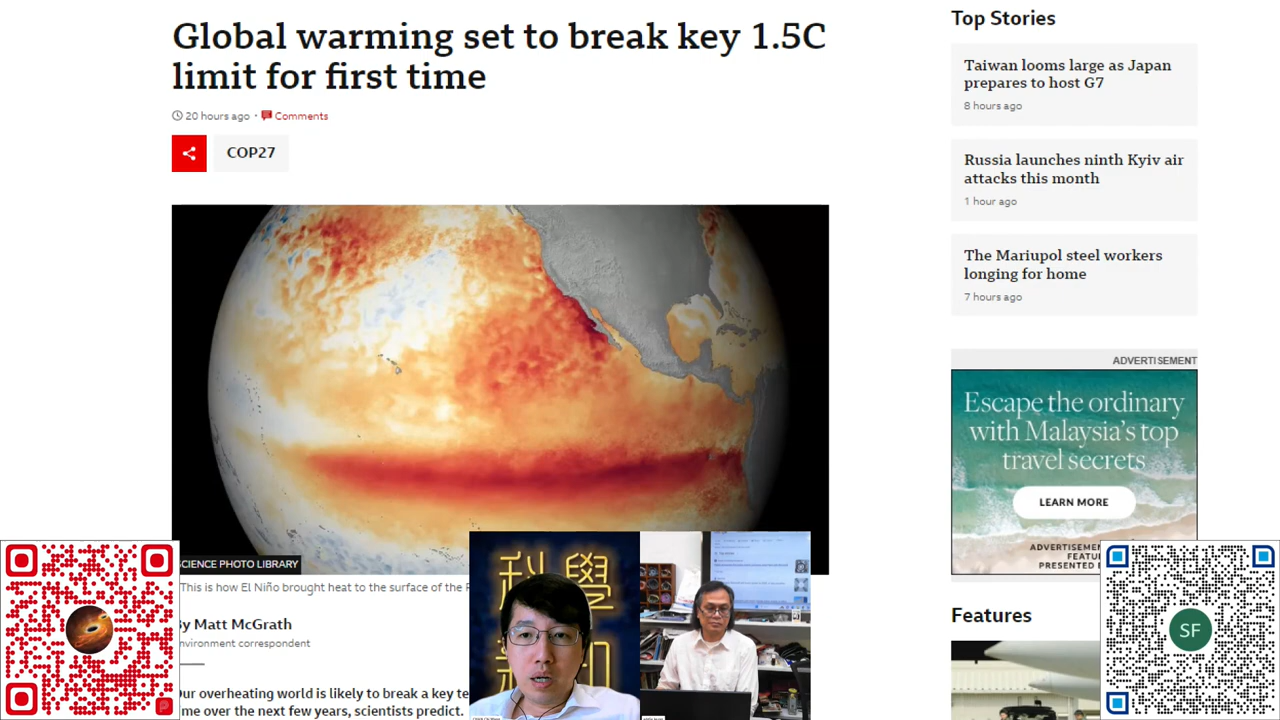 Global warming set to break key 1.5C
limit for first time
20 hours ago · Comments
COP27
SCIENCE PHOTO LIBRARY
This is how El Niño brought heat to the surface of the
By Matt McGrath
Environment correspondent
Our overheating world is likely to break a key
over the next few years, scientists predict.
科學
Top Stories
Taiwan looms large as Japan
prepares to host G7
8 hours ago
Russia launches ninth Kyiv air
attacks this month
1 hour ago
The Mariupol steel workers
longing for home
7 hours ago
ADVERTISEMENT
Escape the ordinary
with Malaysia's top
travel secrets
LEARN MORE
ADVERTISEMENT
FEATU
PRESENTED
Features
SF